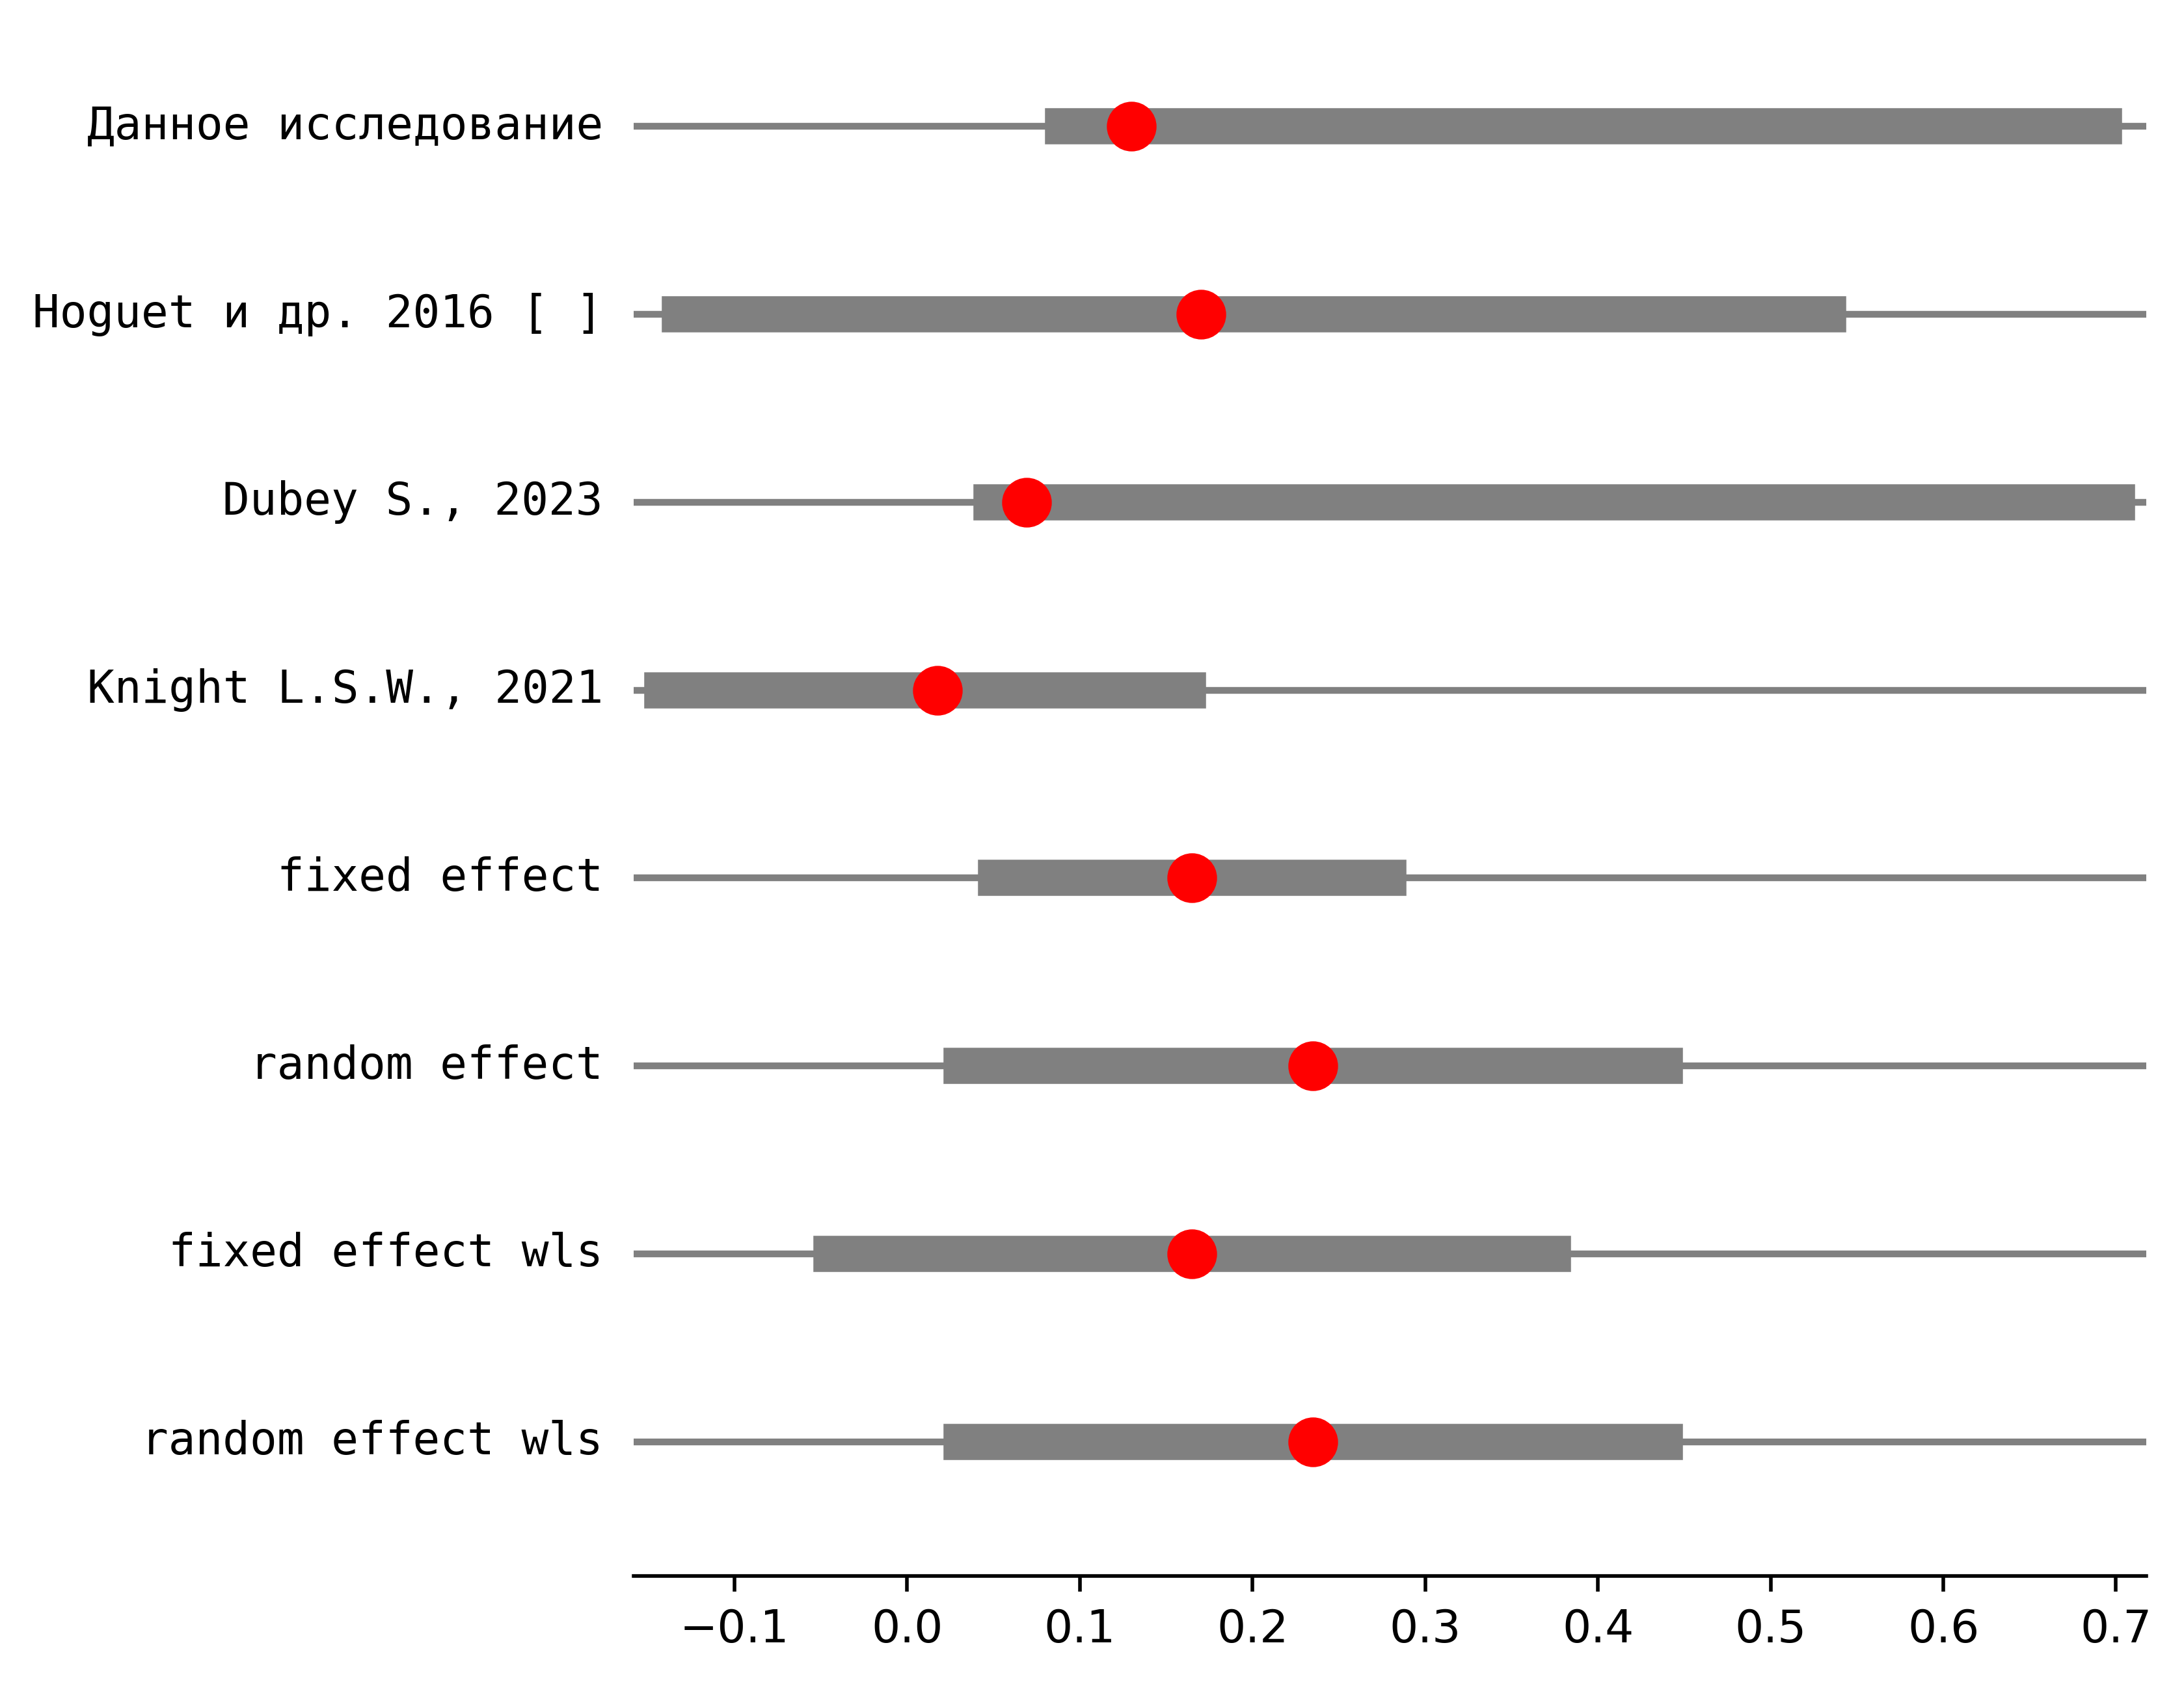 Данное исследование
Hoguet и др. 2016 [ ]
Dubey S., 2023
Knight L.S.W., 2021
fixed effect
random effect
fixed effect wls
random effect wls
−0.1 0.0 0.1 0.2 0.3 0.4 0.5 0.6 0.7